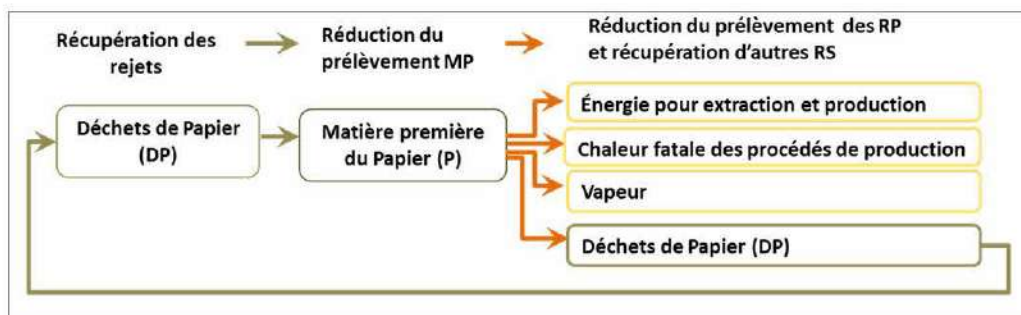 Récupération des
rejets
Réduction du
prélèvement MP
Réduction du prélèvement des RP
et récupération d'autres RS
Déchets de Papier
(DP)
Matière première
du Papier (P)
Énergie pour extraction et production
Chaleur fatale des procédés de production
Vapeur
Déchets de Papier (DP)